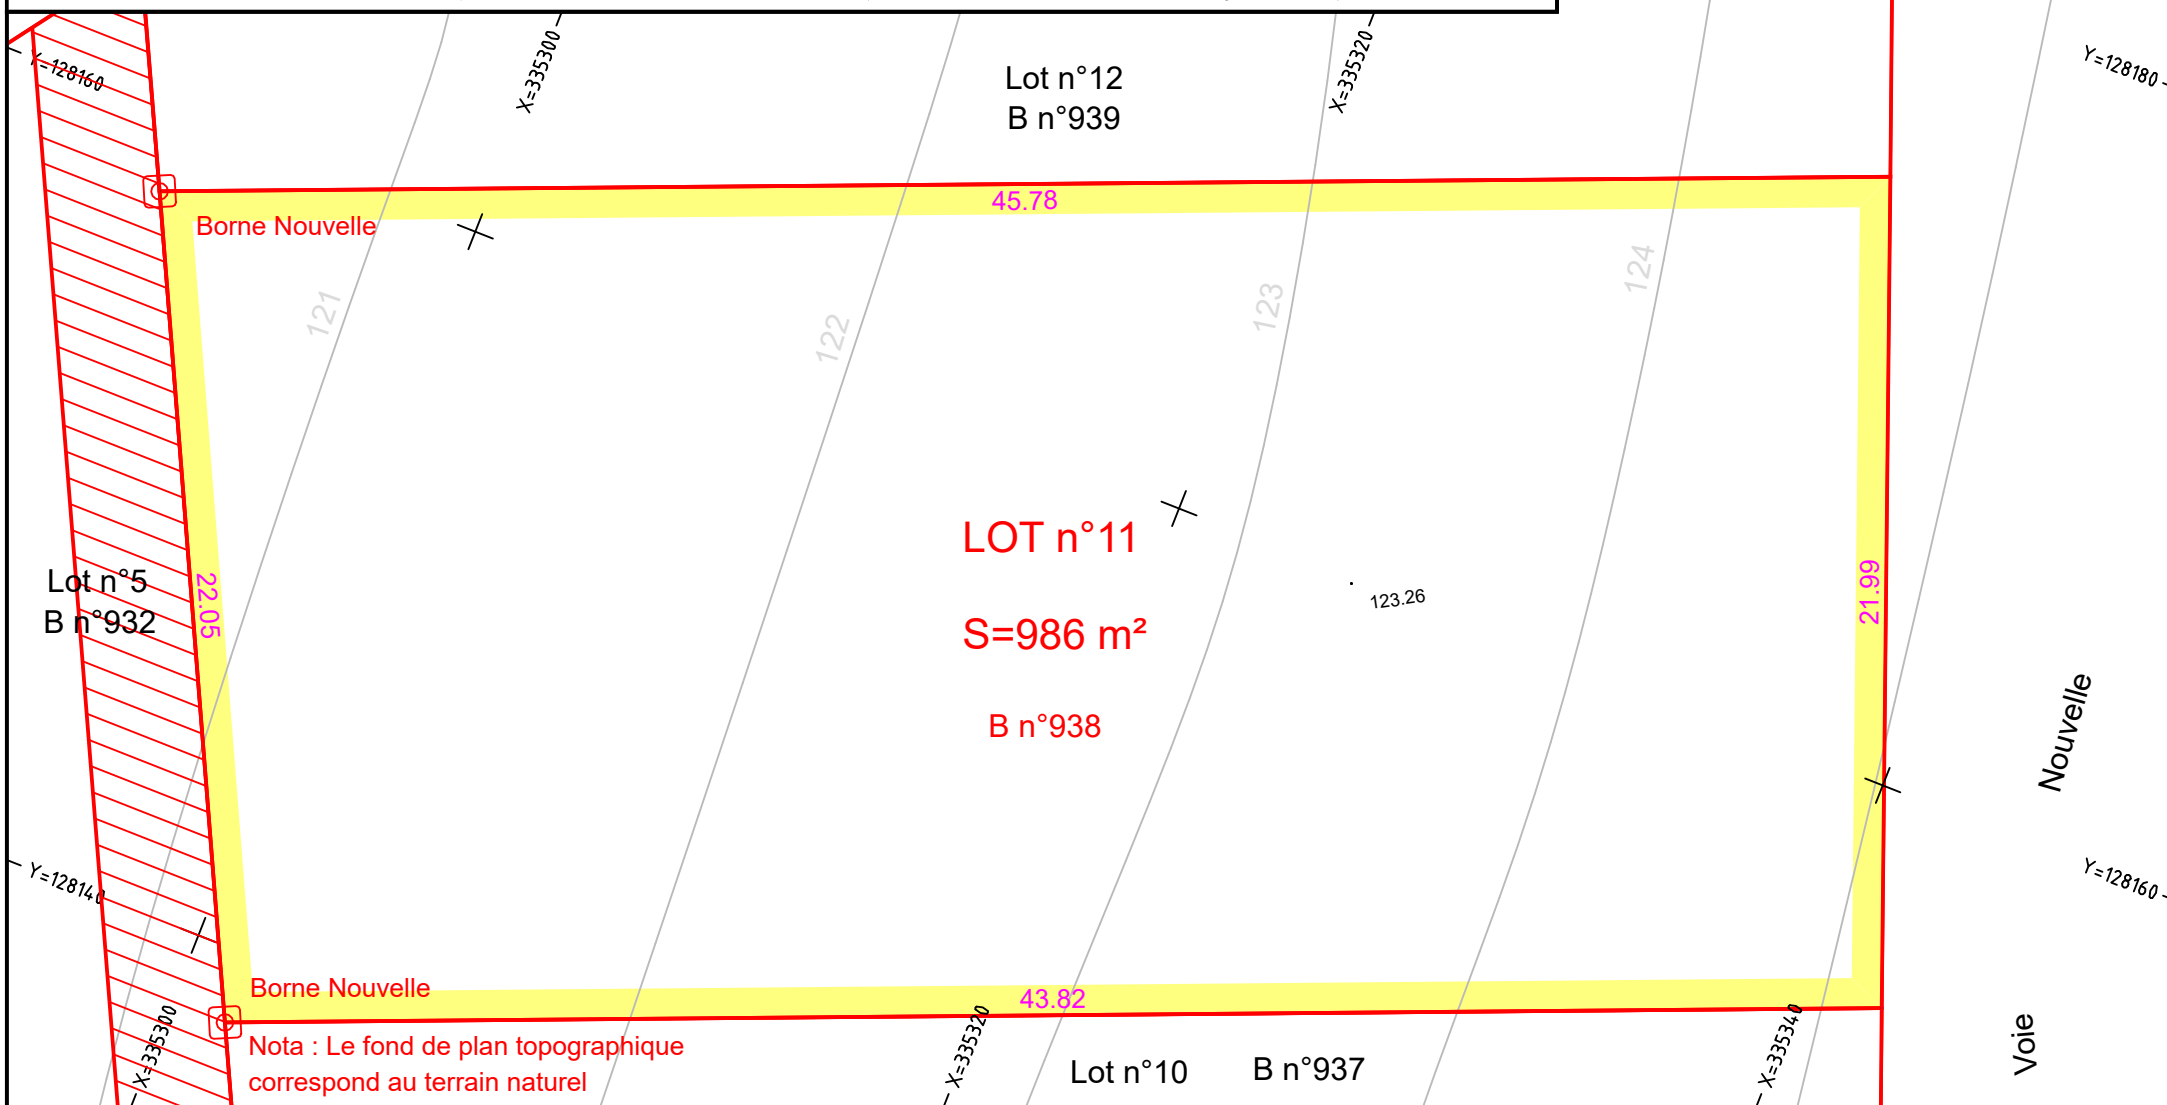 X=335300
X=335320
Y=128160
Y=128180
Lot n°12
B n°939
45.78
Borne Nouvelle
121
122
123
124
LOT n°11
S=986 m²
B n°938
123.26
Lot n°5
B n°932
22.05
21.99
Nouvelle
Voie
Y=128140
Y=128160
Borne Nouvelle
43.82
X=335300
X=335320
X=335340
Nota : Le fond de plan topographique
correspond au terrain naturel
Lot n°10
B n°937